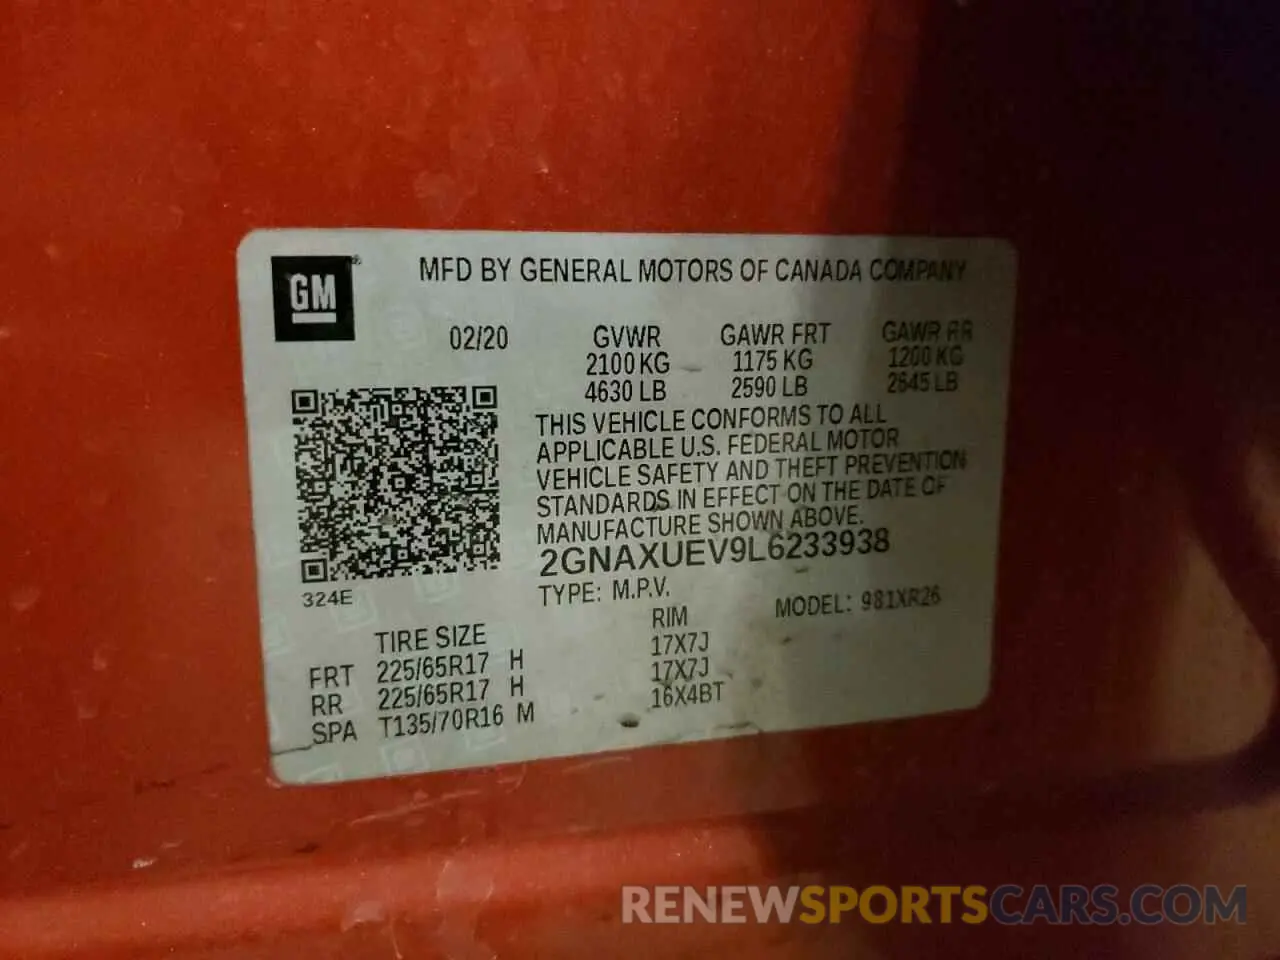 GM®
MFD BY GENERAL MOTORS OF CANADA COMPANY
02/20 GVWR GAWR FRT GAWR RR
2100 KG 1175 KG 1200 KG
4630 LB 2590 LB 2645 LB
THIS VEHICLE CONFORMS TO ALL
APPLICABLE U.S. FEDERAL MOTOR
VEHICLE SAFETY AND THEFT PREVENTION
STANDARDS IN EFFECT ON THE DATE OF
MANUFACTURE SHOWN ABOVE.
2GNAXUEV9L6233938
324E
TYPE: M.P.V. MODEL: 981XR26
TIRE SIZE RIM
FRT 225/65R17 H 17X7J
RR 225/65R17 H 17X7J
SPA T135/70R16 M 16X4BT
RENEWSPORTSCARS.COM